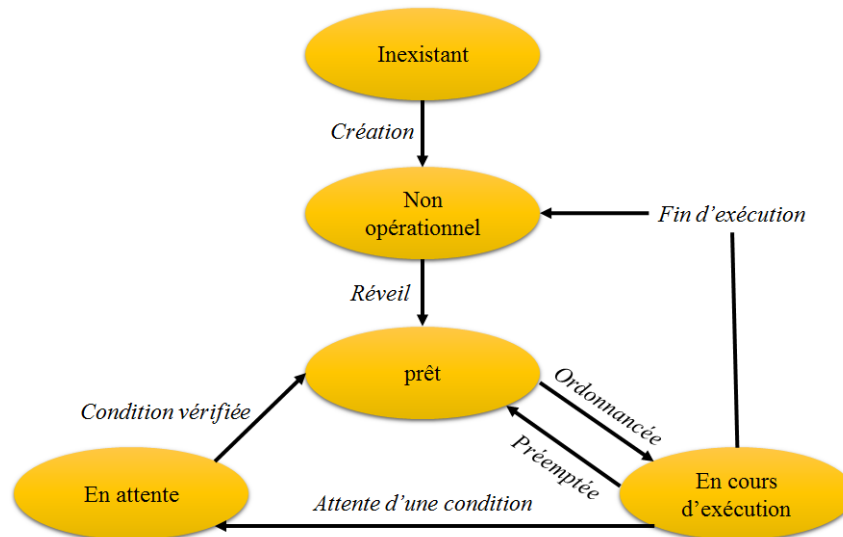 Inexistant
Création
Non
opérationnel
Fin d'exécution
Réveil
prêt
Ordonnancée
Condition vérifiée
Préemptée
En attente
Attente d'une condition
En cours
d'exécution